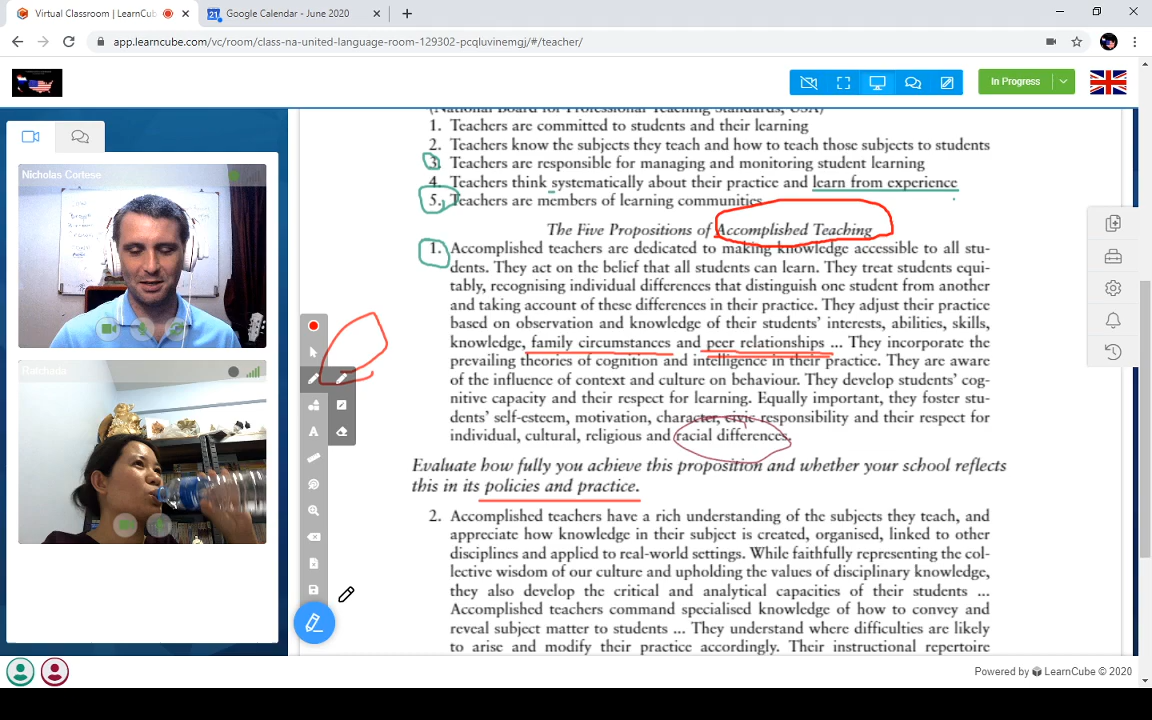 Virtual Classroom | LearnCub
Google Calendar - June 2020
app.learncube.com/vc/room/class-na-united-language-room-129302-pcqluvinemgj/#/teacher/
In Progress
Nicholas Cortese
Ratchada
(National Board for Professional Teaching Standards, USA)
1. Teachers are committed to students and their learning
2. Teachers know the subjects they teach and how to teach those subjects to students
3. Teachers are responsible for managing and monitoring student learning
4. Teachers think systematically about their practice and learn from experience
5. Teachers are members of learning communities
The Five Propositions of Accomplished Teaching
1. Accomplished teachers are dedicated to making knowledge accessible to all stu-
dents. They act on the belief that all students can learn. They treat students equi-
tably, recognising individual differences that distinguish one student from another
and taking account of these differences in their practice. They adjust their practice
based on observation and knowledge of their students' interests, abilities, skills,
knowledge, family circumstances and peer relationships ... They incorporate the
prevailing theories of cognition and intelligence in their practice. They are aware
of the influence of context and culture on behaviour. They develop students' cog-
nitive capacity and their respect for learning. Equally important, they foster stu-
dents' self-esteem, motivation, character, civic responsibility and their respect for
individual, cultural, religious and racial differences.
Evaluate how fully you achieve this proposition and whether your school reflects
this in its policies and practice.
2. Accomplished teachers have a rich understanding of the subjects they teach, and
appreciate how knowledge in their subject is created, organised, linked to other
disciplines and applied to real-world settings. While faithfully representing the col-
lective wisdom of our culture and upholding the values of disciplinary knowledge,
they also develop the critical and analytical capacities of their students ...
Accomplished teachers command specialised knowledge of how to convey and
reveal subject matter to students ... They understand where difficulties are likely
to arise and modify their practice accordingly. Their instructional repertoire
Powered by LearnCube © 2020